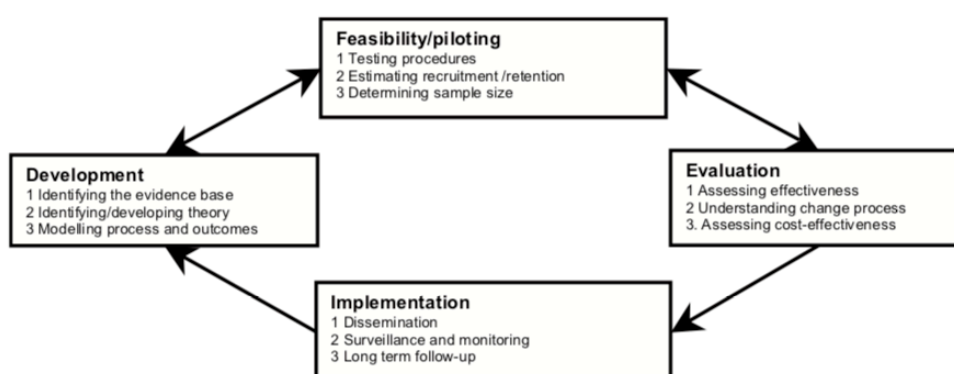 Feasibility/piloting
1 Testing procedures
2 Estimating recruitment /retention
3 Determining sample size
Development
1 Identifying the evidence base
2 Identifying/developing theory
3 Modelling process and outcomes
Evaluation
1 Assessing effectiveness
2 Understanding change process
3. Assessing cost-effectiveness
Implementation
1 Dissemination
2 Surveillance and monitoring
3 Long term follow-up